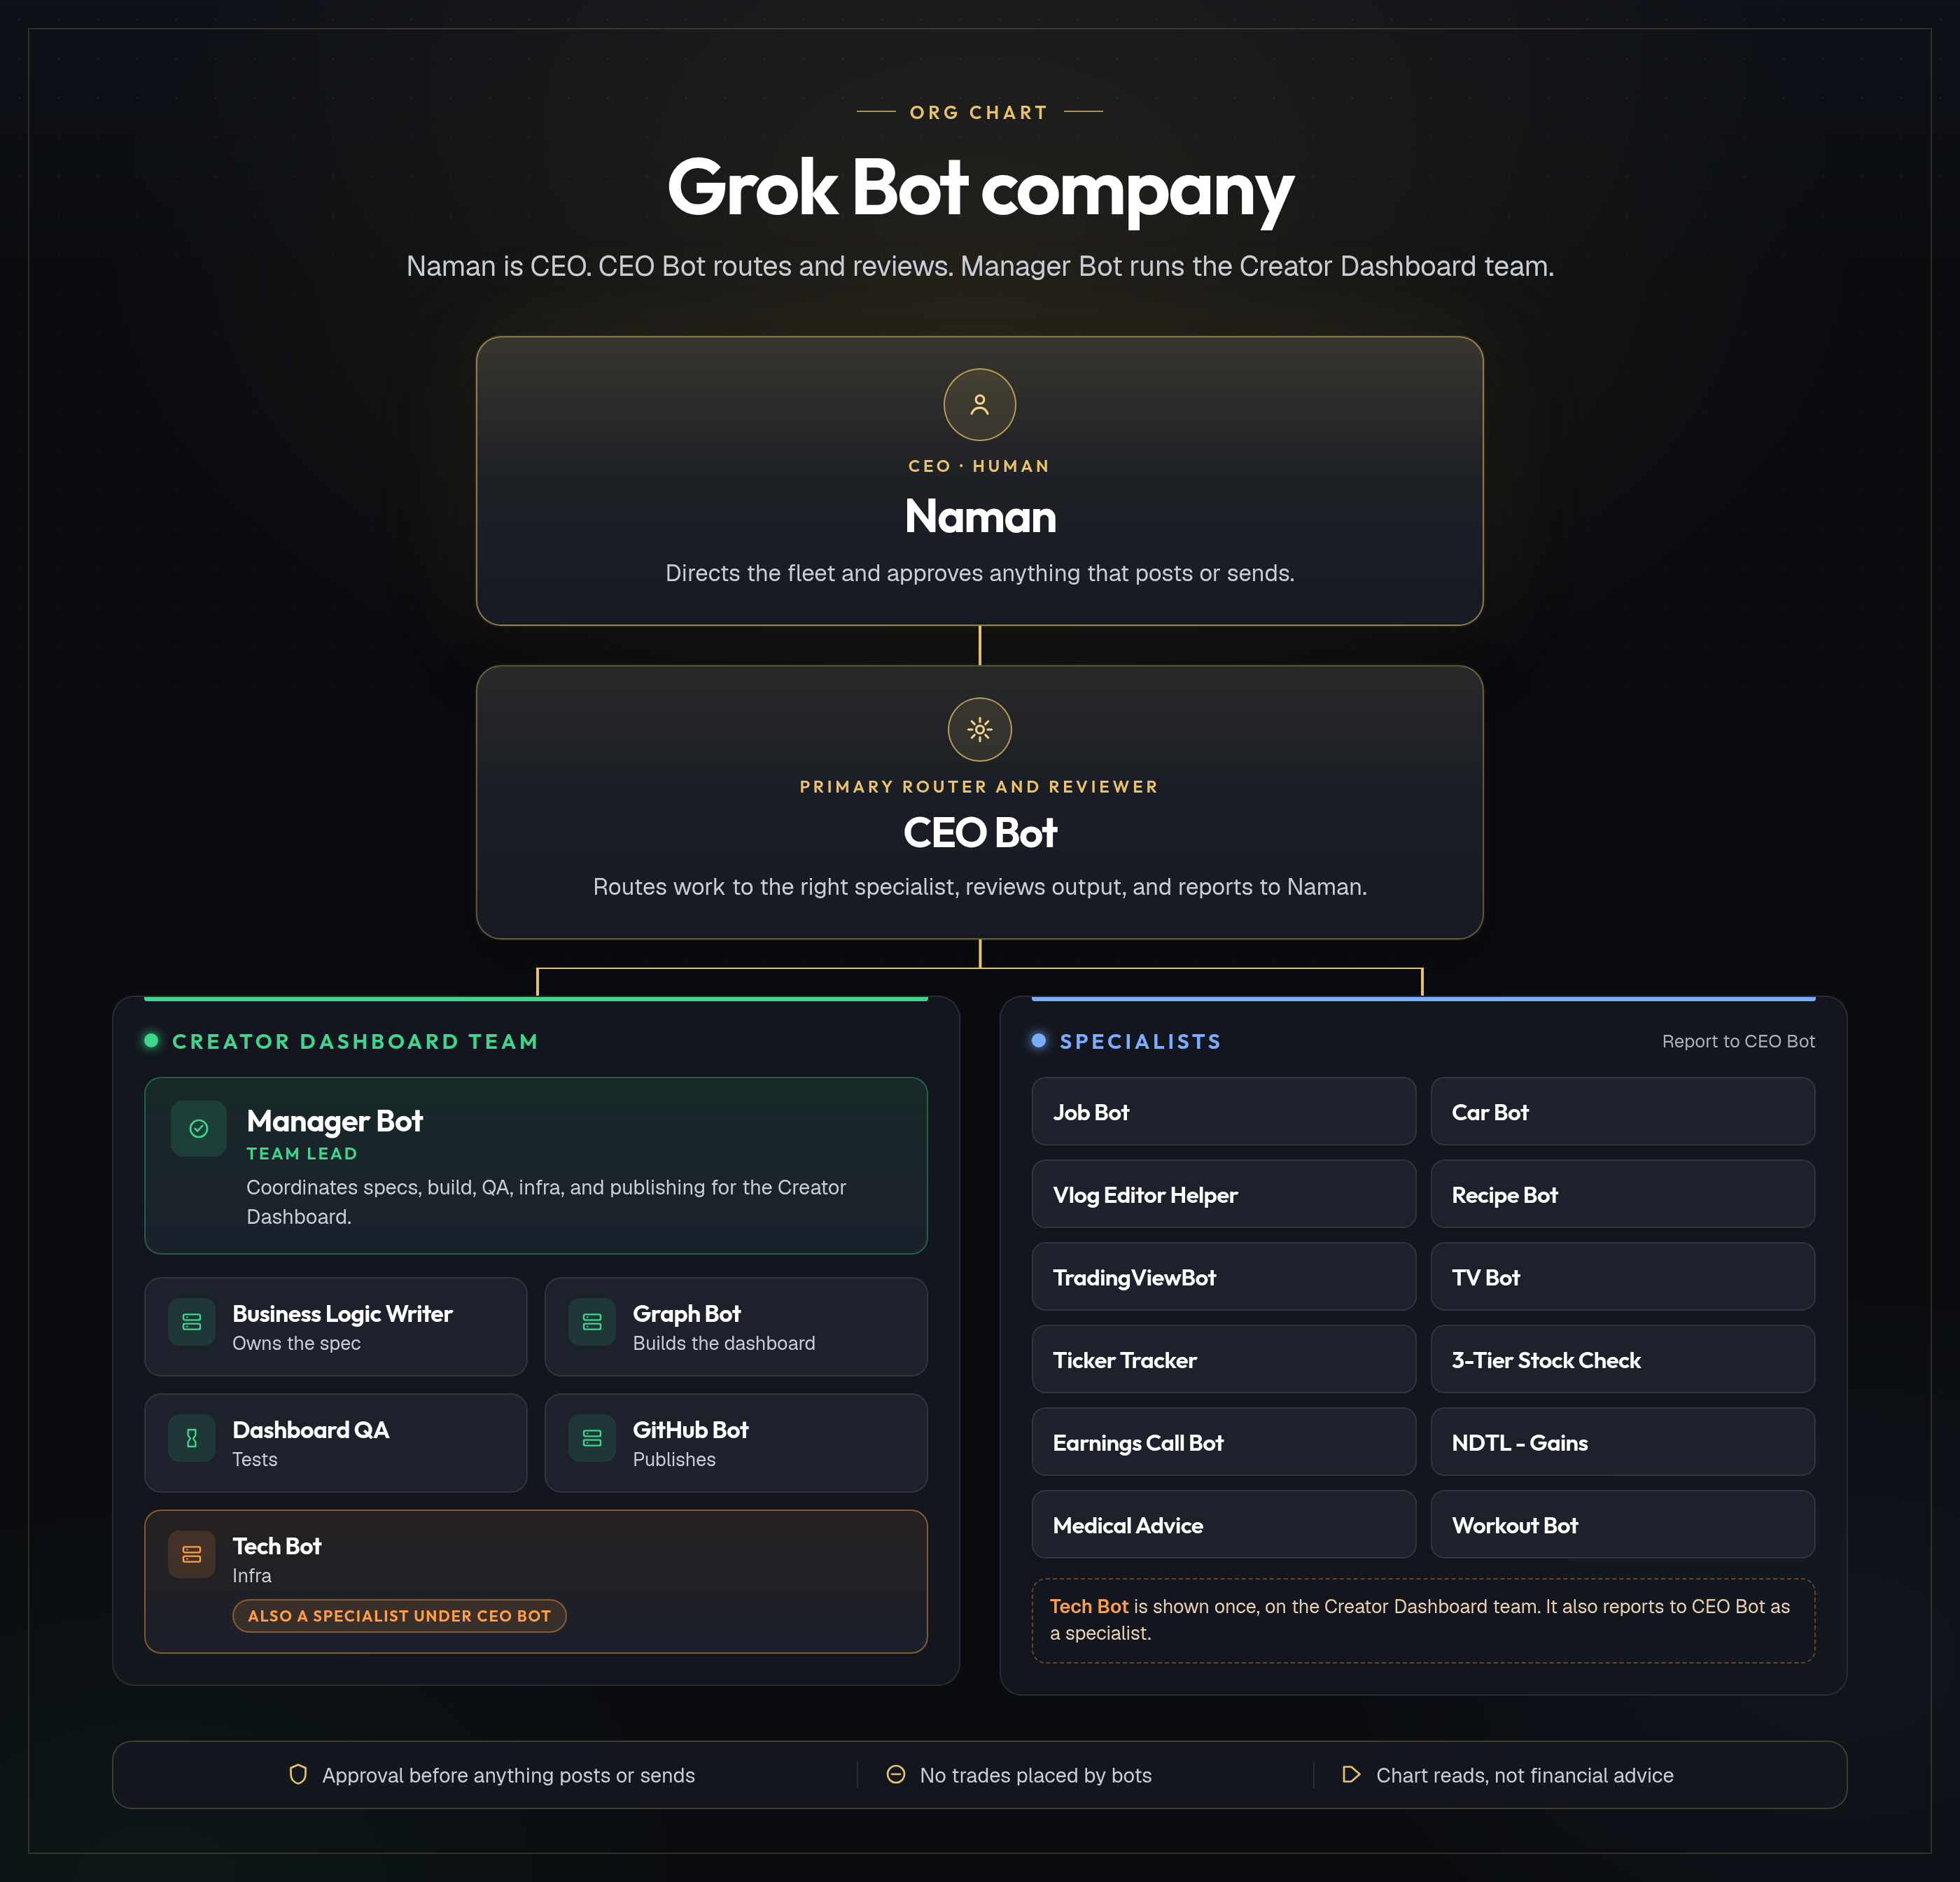 ORG CHART
Grok Bot company
Naman is CEO. CEO Bot routes and reviews. Manager Bot runs the Creator Dashboard team.
CEO · HUMAN
Naman
Directs the fleet and approves anything that posts or sends.
PRIMARY ROUTER AND REVIEWER
CEO Bot
Routes work to the right specialist, reviews output, and reports to Naman.
CREATOR DASHBOARD TEAM
Manager Bot
TEAM LEAD
Coordinates specs, build, QA, infra, and publishing for the Creator
Dashboard.
Business Logic Writer
Owns the spec
Graph Bot
Builds the dashboard
Dashboard QA
Tests
GitHub Bot
Publishes
Tech Bot
Infra
ALSO A SPECIALIST UNDER CEO BOT
SPECIALISTS
Report to CEO Bot
Job Bot
Car Bot
Vlog Editor Helper
Recipe Bot
TradingViewBot
TV Bot
Ticker Tracker
3-Tier Stock Check
Earnings Call Bot
NDTL - Gains
Medical Advice
Workout Bot
Tech Bot is shown once, on the Creator Dashboard team. It also reports to CEO Bot as
a specialist.
Approval before anything posts or sends
No trades placed by bots
Chart reads, not financial advice